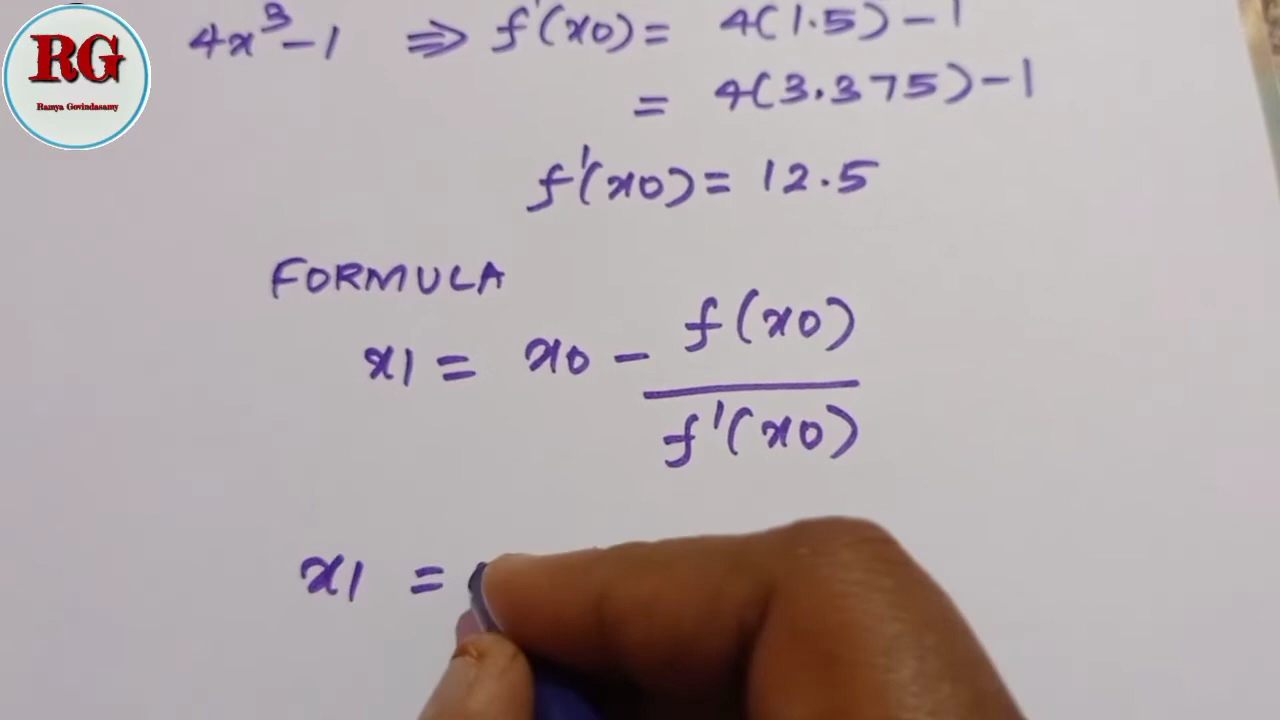 RG
Ramya Govindasamy
4x³-1 ⇒ f'(x0) = 4(1.5)-1
= 4(3.375)-1
f'(x0) = 12.5
FORMULA
x1 = x0 - f(x0)
f'(x0)
x1 =